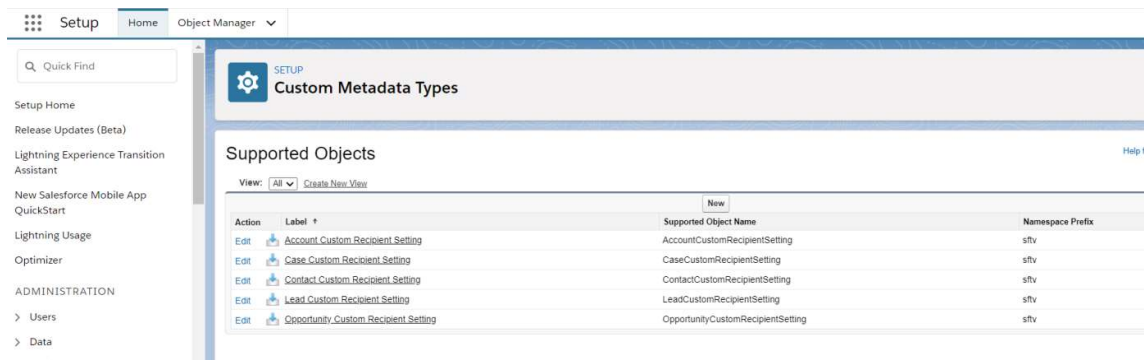 Setup Home Object Manager
Quick Find
Setup Home
Release Updates (Beta)
Lightning Experience Transition
Assistant
New Salesforce Mobile App
QuickStart
Lightning Usage
Optimizer
ADMINISTRATION
Users
Data
SETUP
Custom Metadata Types
Supported Objects
Help f
View: All Create New View
New
Action Label ↑ Supported Object Name Namespace Prefix
Edit Account Custom Recipient Setting AccountCustomRecipientSetting sftv
Edit Case Custom Recipient Setting CaseCustomRecipientSetting sftv
Edit Contact Custom Recipient Setting ContactCustomRecipientSetting sftv
Edit Lead Custom Recipient Setting LeadCustomRecipientSetting sftv
Edit Opportunity Custom Recipient Setting OpportunityCustomRecipientSetting sftv